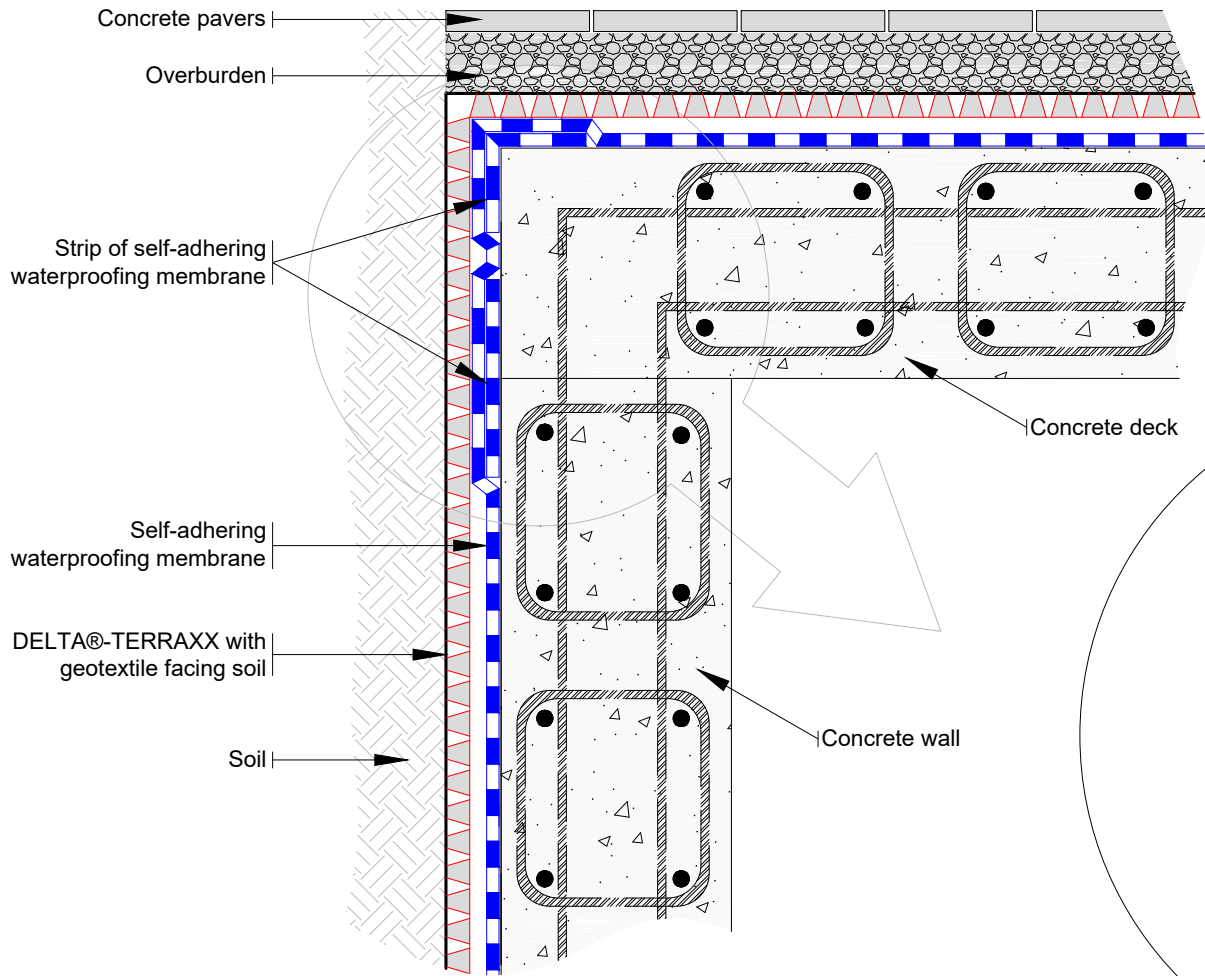 Concrete pavers
Overburden
Strip of self-adhering
waterproofing membrane
Concrete deck
Self-adhering
waterproofing membrane
DELTA®-TERRAXX with
geotextile facing soil
Concrete wall
Soil